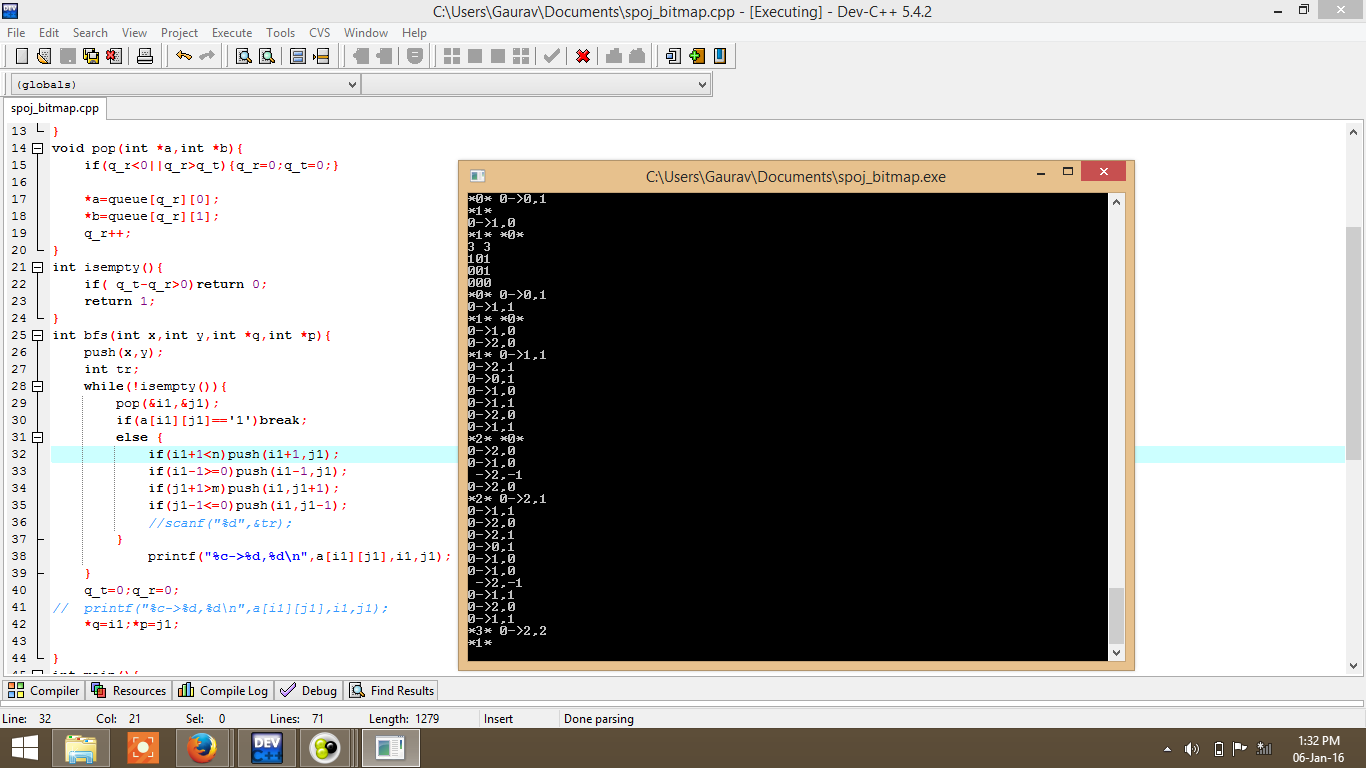 C:\Users\Gaurav\Documents\spoj_bitmap.cpp - [Executing] - Dev-C++ 5.4.2
File Edit Search View Project Execute Tools CVS Window Help
(globals)
spoj_bitmap.cpp
13 }
14 void pop(int *a,int *b){
15 if(q_r<0||q_r>q_t){q_r=0;q_t=0;}
16
17 *a=queue[q_r][0];
18 *b=queue[q_r][1];
19 q_r++;
20 }
21 int isempty(){
22 if( q_t-q_r>0)return 0;
23 return 1;
24 }
25 int bfs(int x,int y,int *q,int *p){
26 push(x,y);
27 int tr;
28 while(!isempty()){
29 pop(&i1,&j1);
30 if(a[i1][j1]=='1')break;
31 else {
32 if(i1+1<n)push(i1+1,j1);
33 if(i1-1>=0)push(i1-1,j1);
34 if(j1+1>m)push(i1,j1+1);
35 if(j1-1<=0)push(i1,j1-1);
36 //scanf("%d",&tr);
37 }
38 printf("%c->%d,%d\n",a[i1][j1],i1,j1);
39 }
40 q_t=0;q_r=0;
41 // printf("%c->%d,%d\n",a[i1][j1],i1,j1);
42 *q=i1;*p=j1;
43
44 }
45 int main(){
C:\Users\Gaurav\Documents\spoj_bitmap.exe
*0* 0->0,1
*1*
0->1,0
*1* *0*
3 3
101
001
000
*0* 0->0,1
0->1,1
*1* *0*
0->1,0
0->2,0
*1* 0->1,1
0->2,1
0->0,1
0->1,0
0->1,1
0->2,0
0->1,1
*2* *0*
0->2,0
0->1,0
->2,-1
0->2,0
*2* 0->2,1
0->1,1
0->2,0
0->2,1
0->0,1
0->1,0
0->1,0
->2,-1
0->1,1
0->2,0
0->1,1
*3* 0->2,2
*1*
Compiler Resources Compile Log Debug Find Results
Line: 32 Col: 21 Sel: 0 Lines: 71 Length: 1279 Insert Done parsing
DEV C++
1:32 PM
06-Jan-16